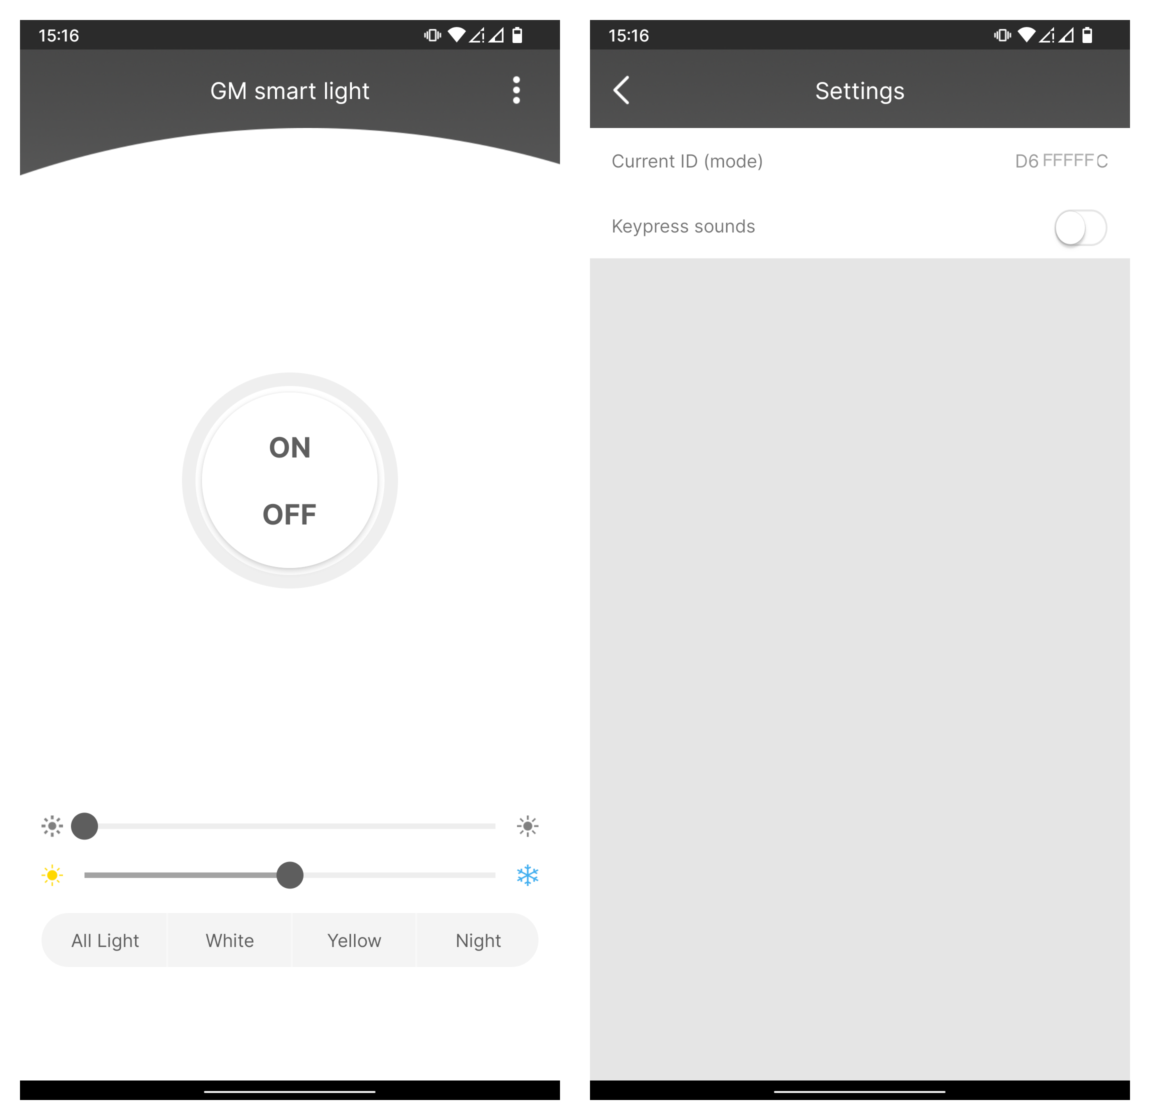 15:16
GM smart light
ON
OFF
All Light White Yellow Night
15:16
Settings
Current ID (mode) D6 FFFFFC
Keypress sounds